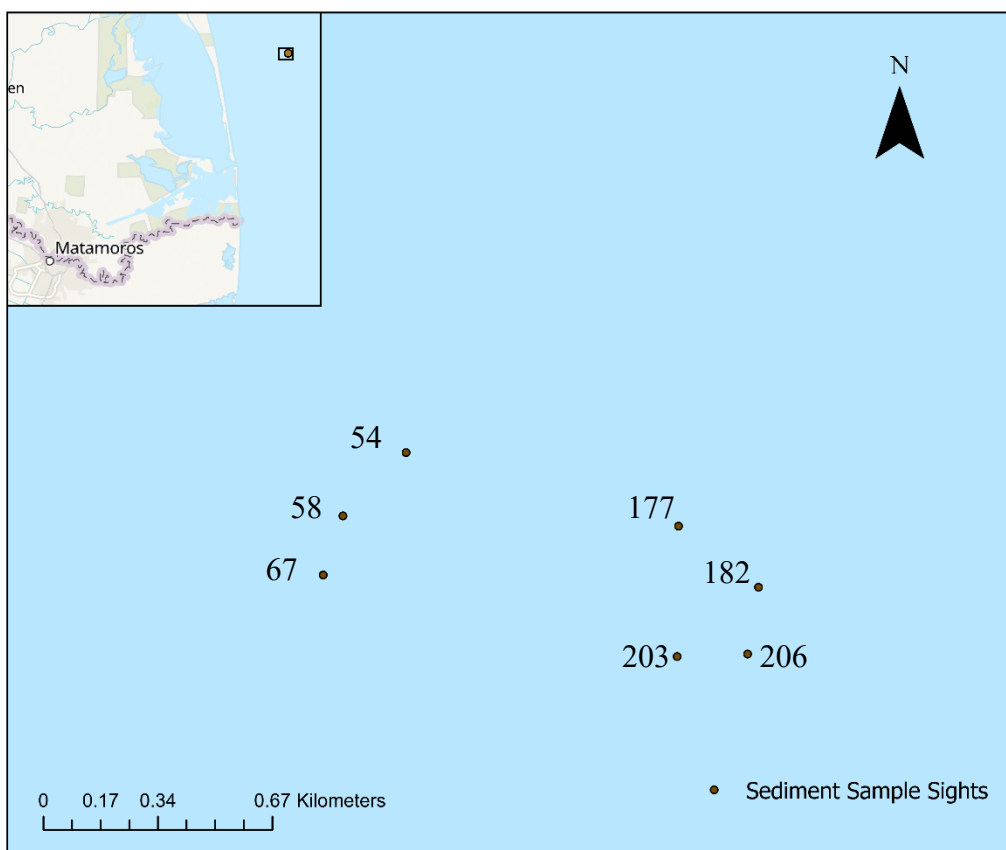 en
Matamoros
N
54
58
177
67
182
203
206
0 0.17 0.34 0.67 Kilometers
Sediment Sample Sights